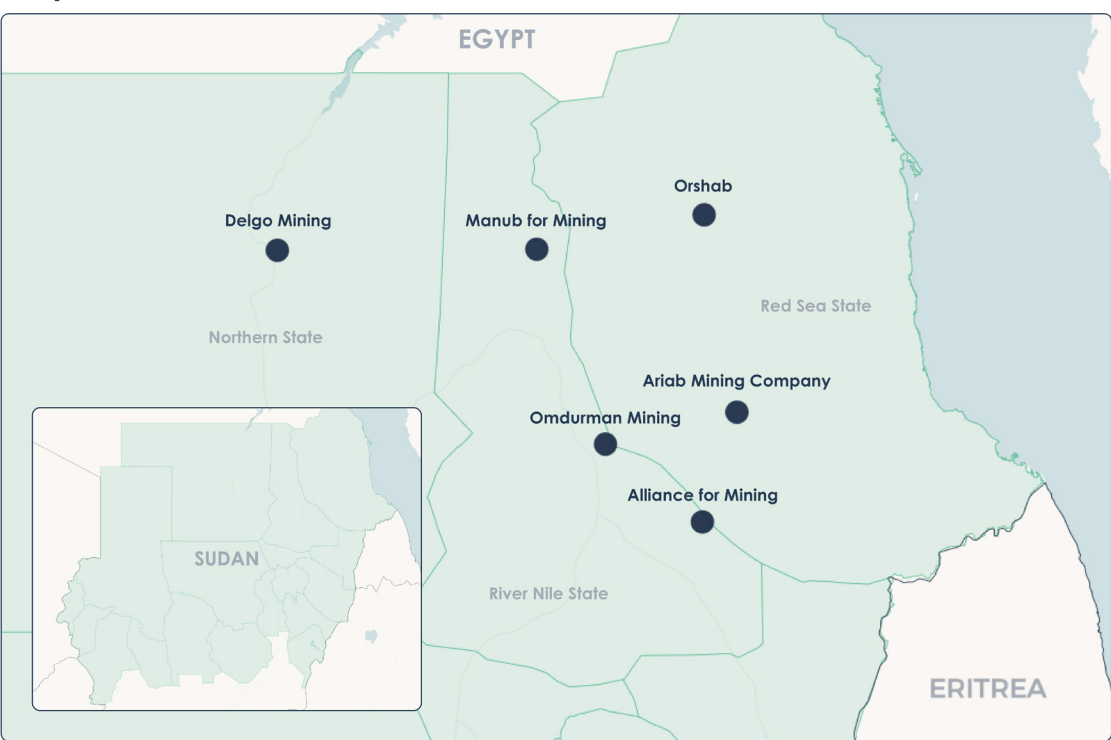 EGYPT
Orshab
Delgo Mining
Manub for Mining
Red Sea State
Northern State
Ariab Mining Company
Omdurman Mining
Alliance for Mining
SUDAN
River Nile State
ERITREA